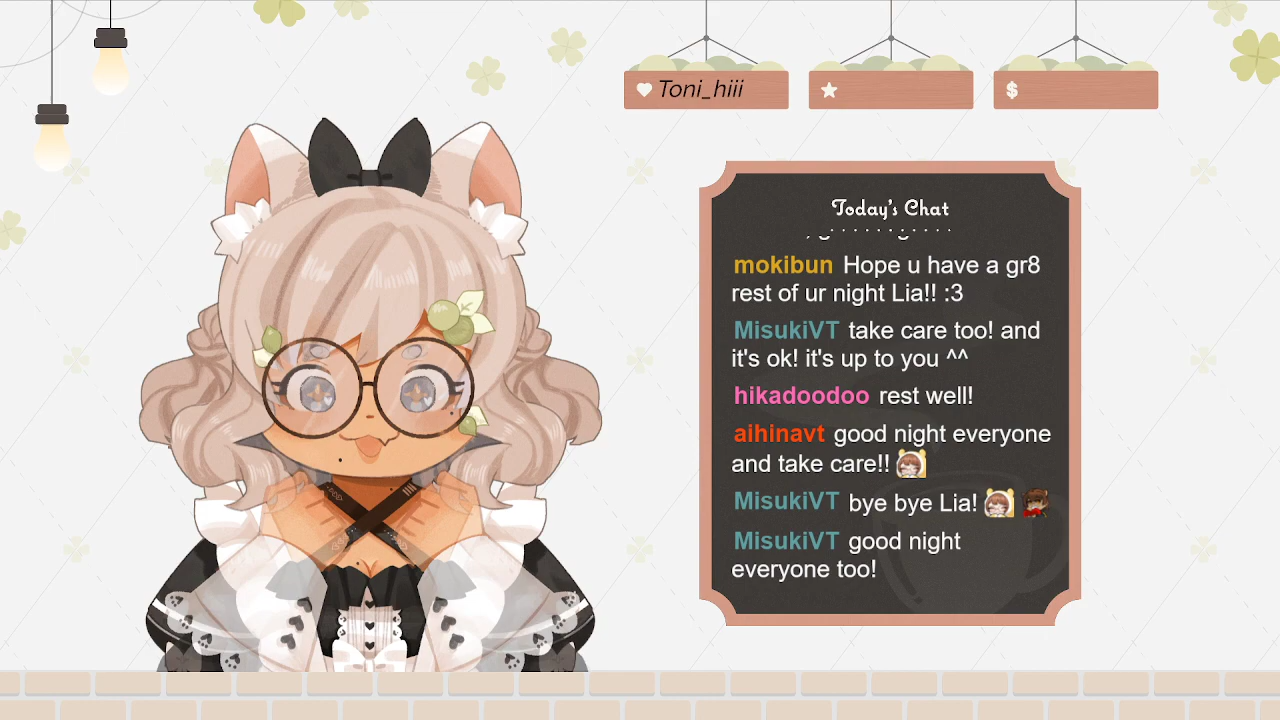 Toni_hiii
$
Today's Chat
mokibun Hope u have a gr8
rest of ur night Lia!! :3
MisukiVT take care too! and
it's ok! it's up to you ^^
hikadoodoo rest well!
aihinavt good night everyone
and take care!!
MisukiVT bye bye Lia!
MisukiVT good night
everyone too!